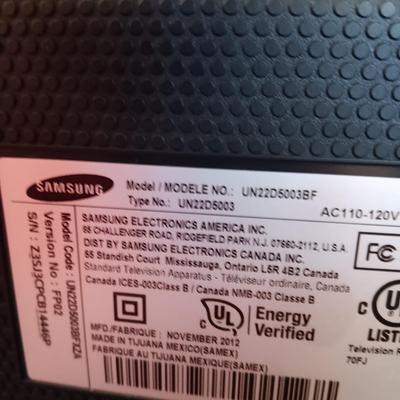 SAMSUNG
Model / MODELE NO.: UN22D5003BF
Type No.: UN22D5003
AC110-120V
SAMSUNG ELECTRONICS AMERICA INC.
85 CHALLENGER ROAD, RIDGEFIELD PARK N.J. 07660-2112, U.S.A.
DIST BY SAMSUNG ELECTRONICS CANADA INC.
55 Standish Court Mississauga, Ontario L5R 4B2 Canada
Standard Television Apparatus - Téléviseur ordinaire
Canada ICES-003Class B / Canada NMB-003 Classe B
FC
C UL
Energy
Verified
C
LIST
Television
70FJ
MFD/FABRIQUE : NOVEMBER 2012
MADE IN TIJUANA MEXICO(SAMEX)
FABRIQUE AU TIJUANA MEXIQUE(SAMEX)
Model Code : UN22D5003BFXZA
Version No : FP02
S/N : Z35J3CPCB14446P